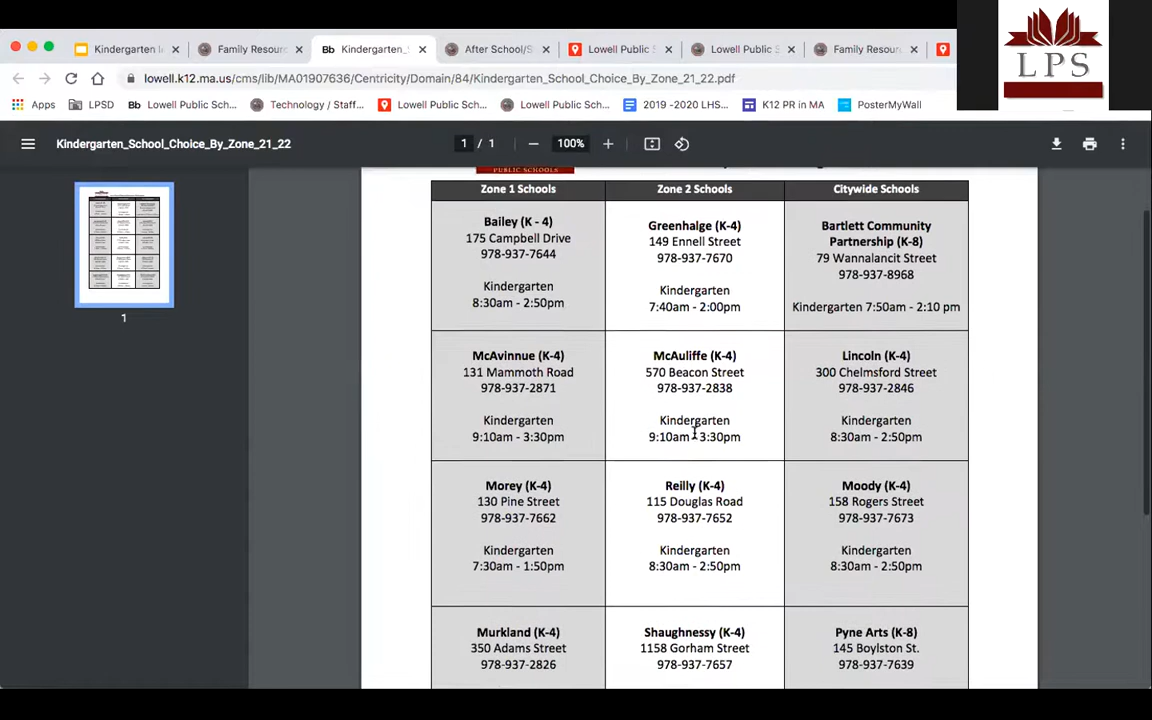 LPS
Kindergarten I
Family Resour
Kindergarten_
After School/S
Lowell Public S
Lowell Public S
Family Resour
lowell.k12.ma.us/cms/lib/MA01907636/Centricity/Domain/84/Kindergarten_School_Choice_By_Zone_21_22.pdf
Apps
LPSD
Bb Lowell Public Sc...
Technology / Staff...
Lowell Public Sch...
Lowell Public Sch...
2019 -2020 LHS...
K12 PR in MA
PosterMyWall
Kindergarten_School_Choice_By_Zone_21_22
1 / 1
100%
1
PUBLIC SCHOOLS
Zone 1 Schools
Zone 2 Schools
Citywide Schools
Bailey (K - 4)
175 Campbell Drive
978-937-7644
Kindergarten
8:30am - 2:50pm
Greenhalge (K-4)
149 Ennell Street
978-937-7670
Kindergarten
7:40am - 2:00pm
Bartlett Community
Partnership (K-8)
79 Wannalancit Street
978-937-8968
Kindergarten 7:50am - 2:10 pm
McAvinnue (K-4)
131 Mammoth Road
978-937-2871
Kindergarten
9:10am - 3:30pm
McAuliffe (K-4)
570 Beacon Street
978-937-2838
Kindergarten
9:10am - 3:30pm
Lincoln (K-4)
300 Chelmsford Street
978-937-2846
Kindergarten
8:30am - 2:50pm
Morey (K-4)
130 Pine Street
978-937-7662
Kindergarten
7:30am - 1:50pm
Reilly (K-4)
115 Douglas Road
978-937-7652
Kindergarten
8:30am - 2:50pm
Moody (K-4)
158 Rogers Street
978-937-7673
Kindergarten
8:30am - 2:50pm
Murkland (K-4)
350 Adams Street
978-937-2826
Shaughnessy (K-4)
1158 Gorham Street
978-937-7657
Pyne Arts (K-8)
145 Boylston St.
978-937-7639